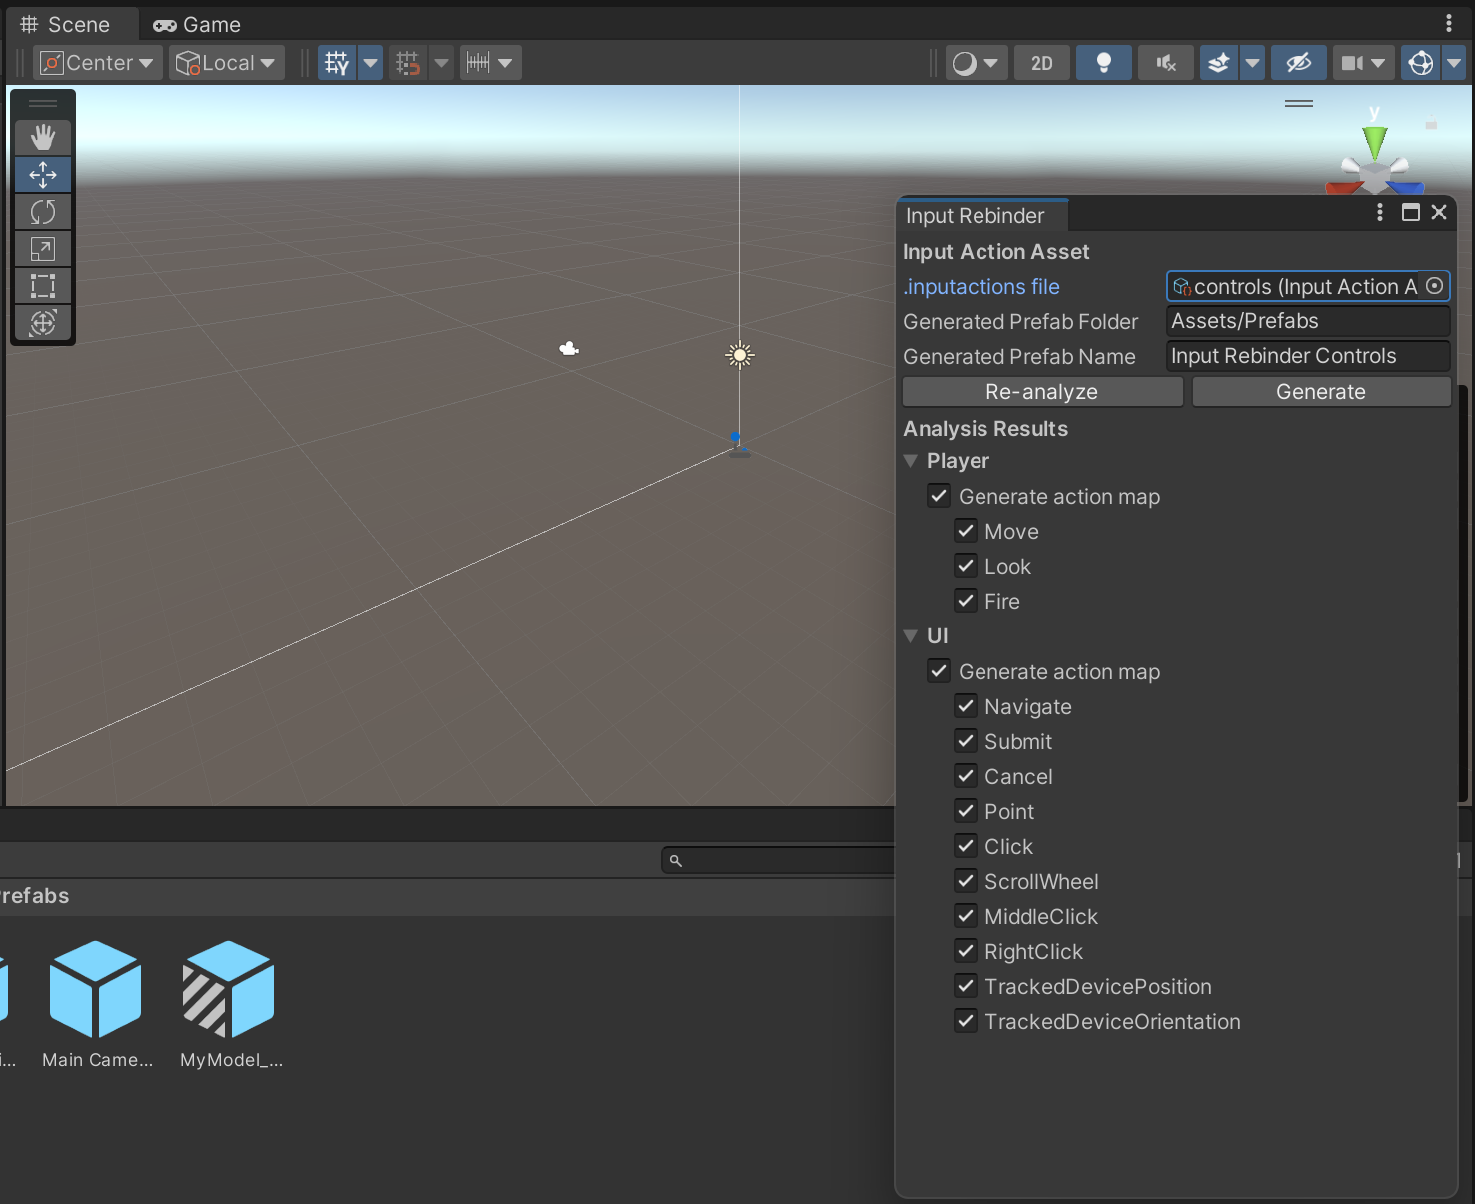 Scene Game
Center Local 2D
y
Input Rebinder
Input Action Asset
.inputactions file controls (Input Action A
Generated Prefab Folder Assets/Prefabs
Generated Prefab Name Input Rebinder Controls
Re-analyze Generate
Analysis Results
Player
Generate action map
Move
Look
Fire
UI
Generate action map
Navigate
Submit
Cancel
Point
Click
ScrollWheel
MiddleClick
RightClick
TrackedDevicePosition
TrackedDeviceOrientation
refabs
i... Main Came... MyModel_...